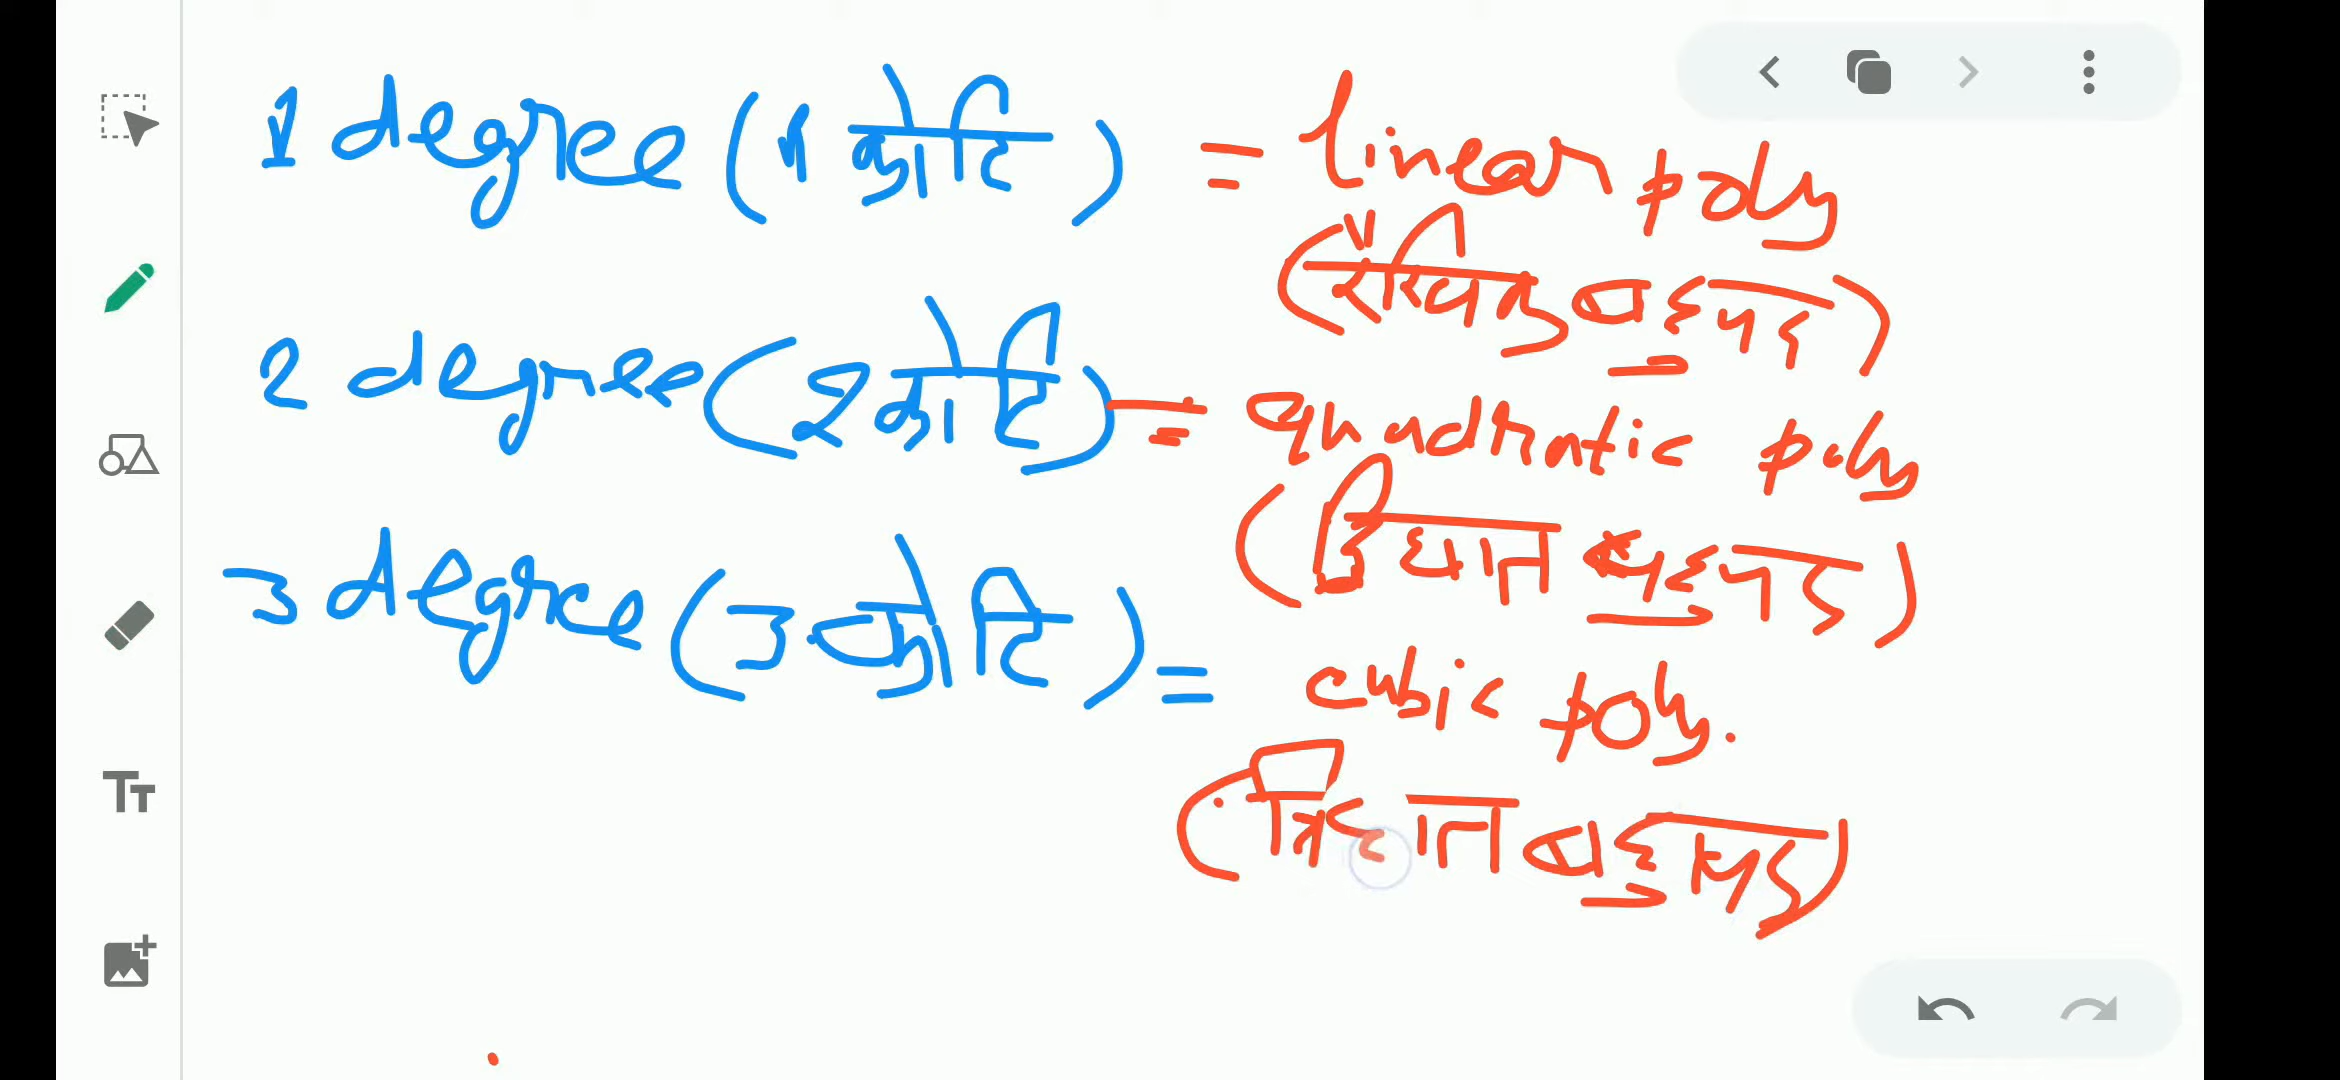 1 degree (1 कोटि) = linear poly
(रैखिक बहुपद)
2 degree (2 कोटि) = quadratic poly
(द्विघात बहुपद)
3 degree (3 कोटि) = cubic poly.
(त्रिघात बहुपद)